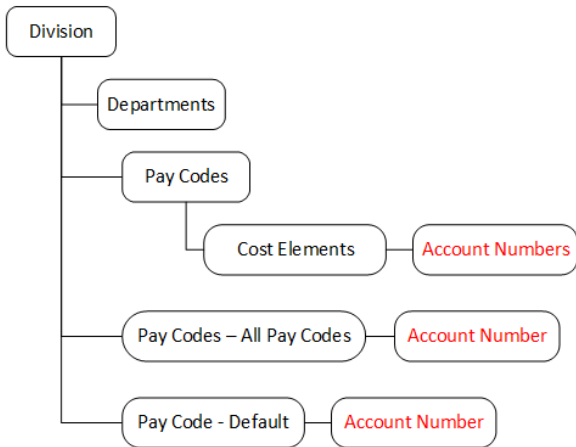 Division
Departments
Pay Codes
Cost Elements
Account Numbers
Pay Codes – All Pay Codes
Account Number
Pay Code - Default
Account Number